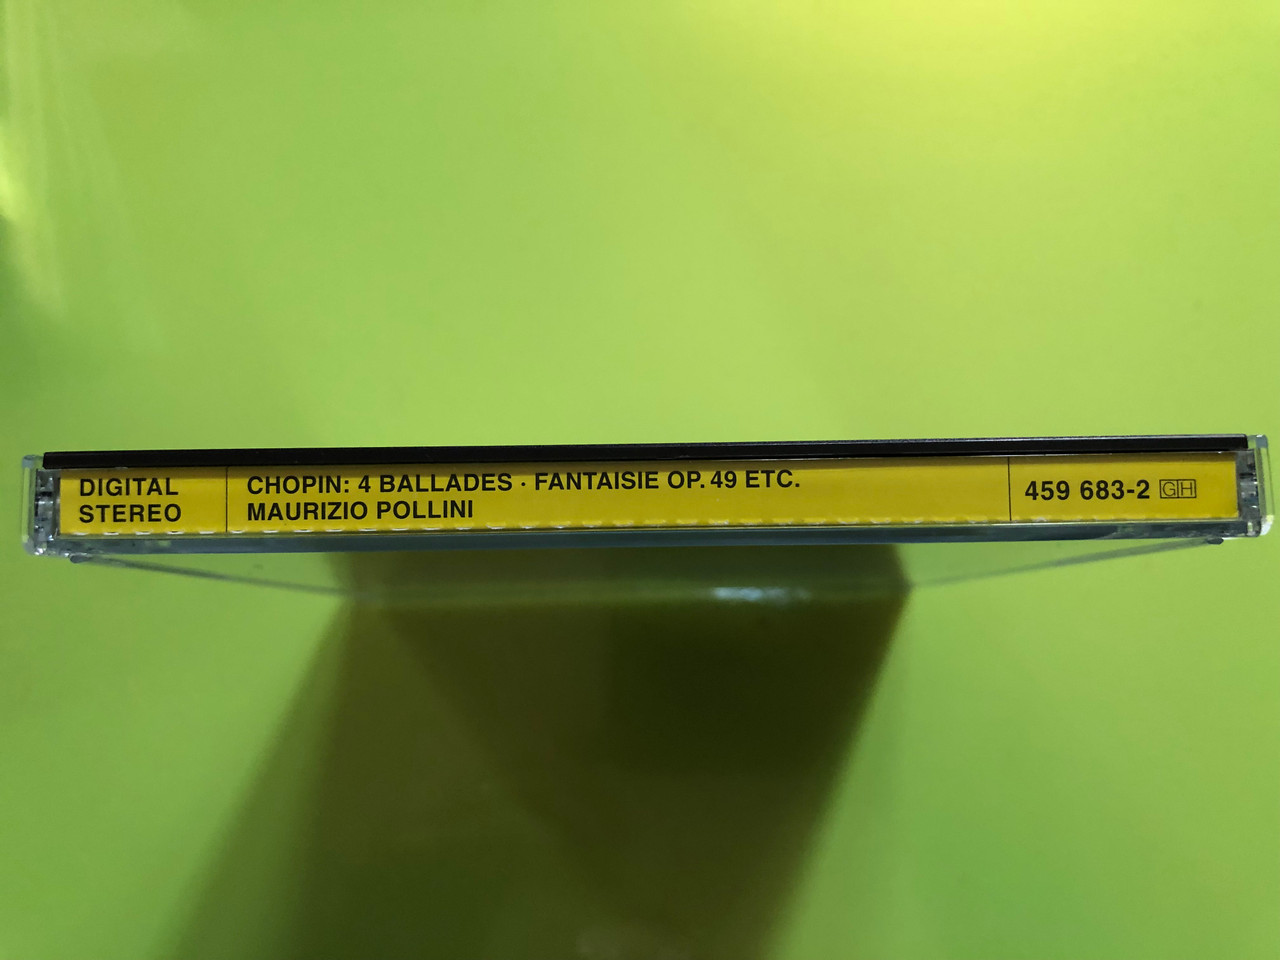 DIGITAL
STEREO
CHOPIN: 4 BALLADES · FANTAISIE OP. 49 ETC.
MAURIZIO POLLINI
459 683-2 GH